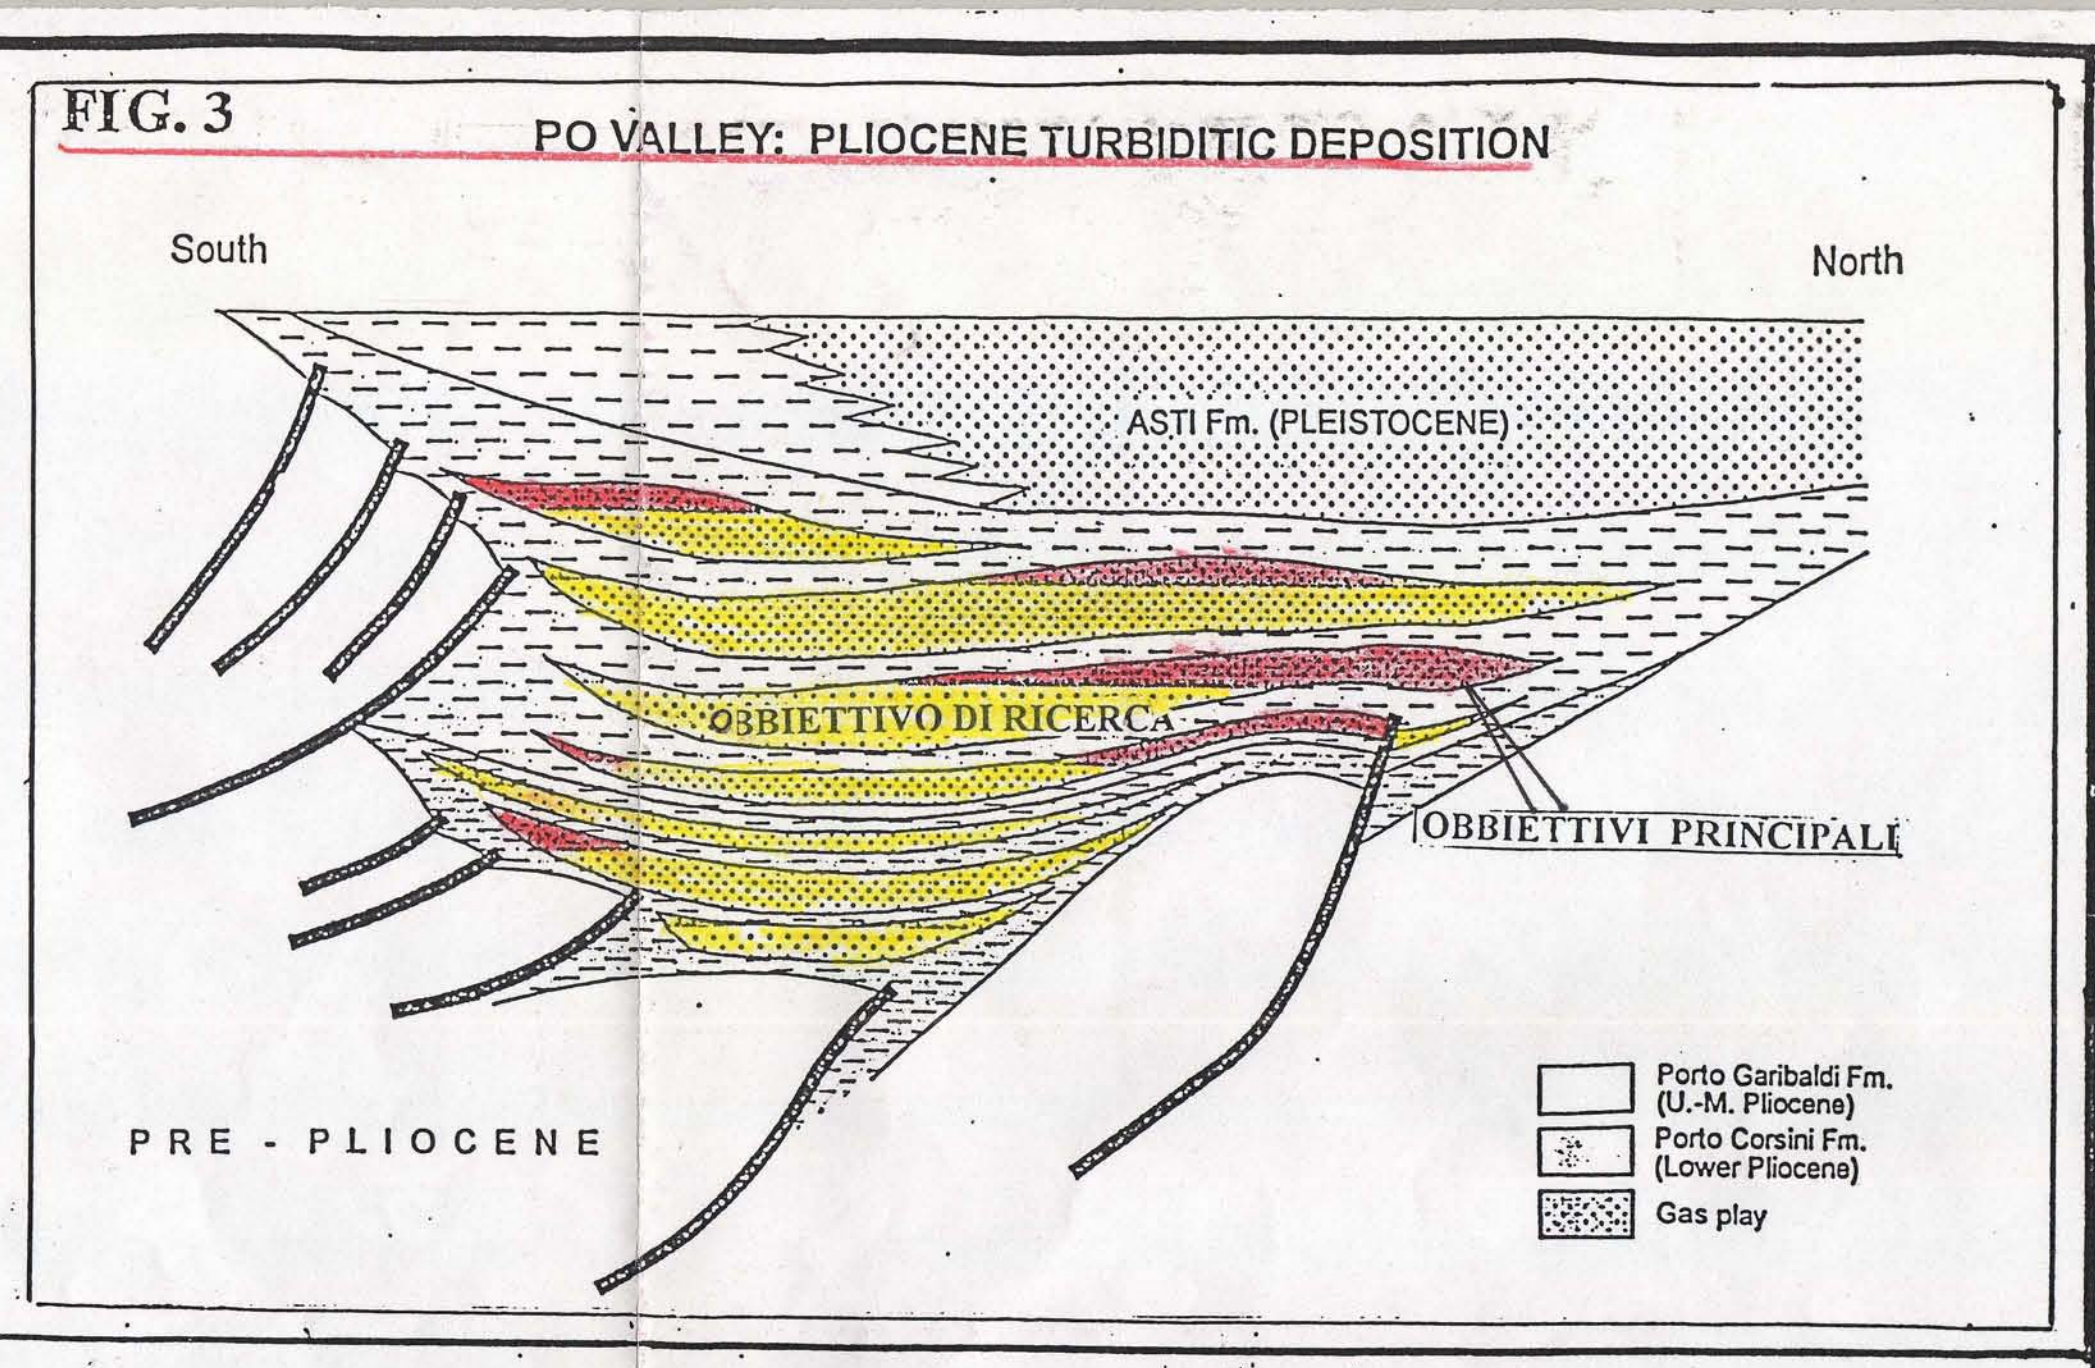 FIG. 3
PO VALLEY: PLIOCENE TURBIDITIC DEPOSITION
South
North
ASTI Fm. (PLEISTOCENE)
OBBIETTIVO DI RICERCA
OBBIETTIVI PRINCIPALI
PRE - PLIOCENE
Porto Garibaldi Fm.
(U.-M. Pliocene)
Porto Corsini Fm.
(Lower Pliocene)
Gas play